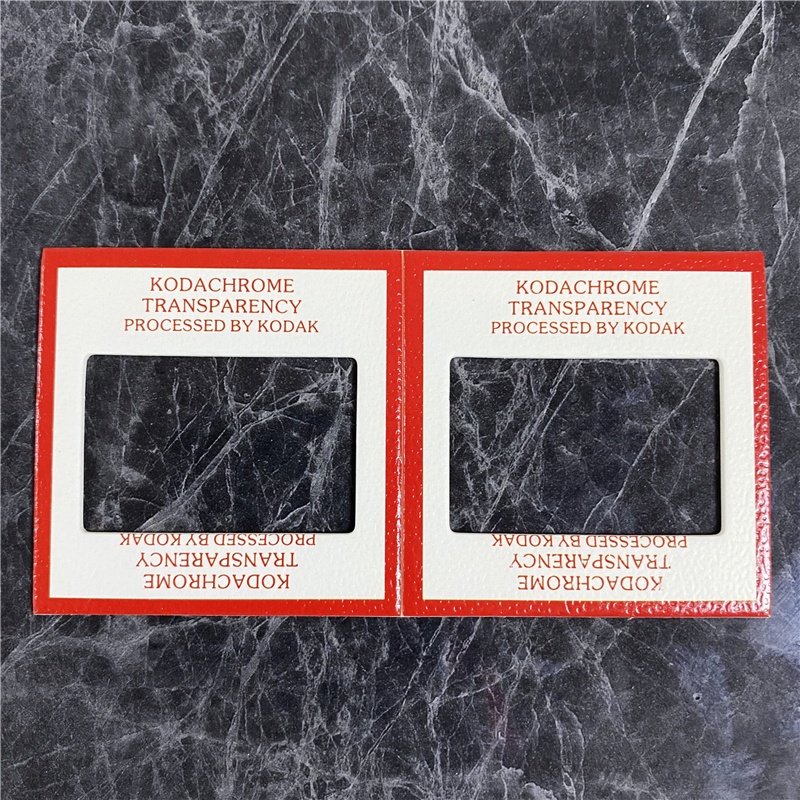 KODACHROME
TRANSPARENCY
PROCESSED BY KODAK
KODACHROME
TRANSPARENCY
PROCESSED BY KODAK
KODACHROME
TRANSPARENCY
PROCESSED BY KODAK
KODACHROME
TRANSPARENCY
PROCESSED BY KODAK